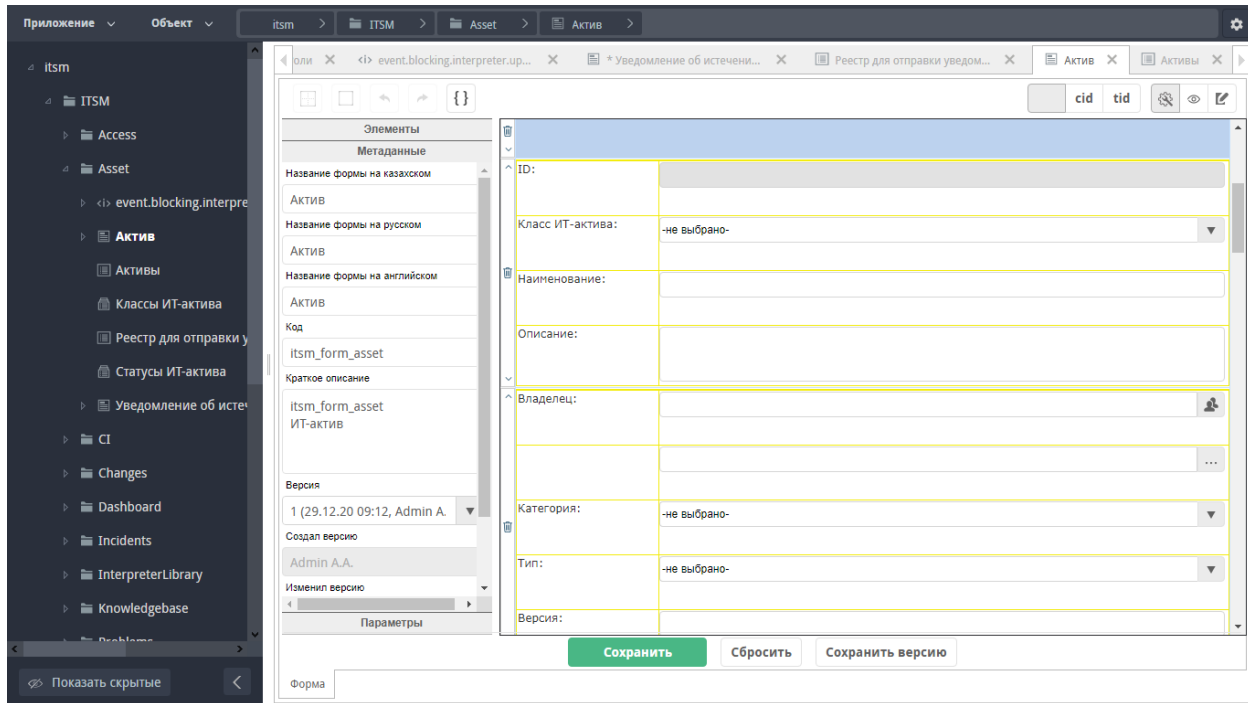 Приложение Объект itsm > ITSM > Asset > Актив >
itsm
ITSM
Access
Asset
<i> event.blocking.interpre
Актив
Активы
Классы ИТ-актива
Реестр для отправки у
Статусы ИТ-актива
Уведомление об исте
CI
Changes
Dashboard
Incidents
InterpreterLibrary
Knowledgebase
Problems
Показать скрытые
оли <i> event.blocking.interpreter.up... * Уведомление об истечени... Реестр для отправки уведом... Актив Активы
{} cid tid
Элементы
Метаданные
Название формы на казахском
Актив
Название формы на русском
Актив
Название формы на английском
Актив
Код
itsm_form_asset
Краткое описание
itsm_form_asset
ИТ-актив
Версия
1 (29.12.20 09:12, Admin A.
Создал версию
Admin A.A.
Изменил версию
Параметры
ID:
Класс ИТ-актива: -не выбрано-
Наименование:
Описание:
Владелец:
...
Категория: -не выбрано-
Тип: -не выбрано-
Версия:
Сохранить Сбросить Сохранить версию
Форма